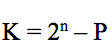 K = 2ⁿ – P